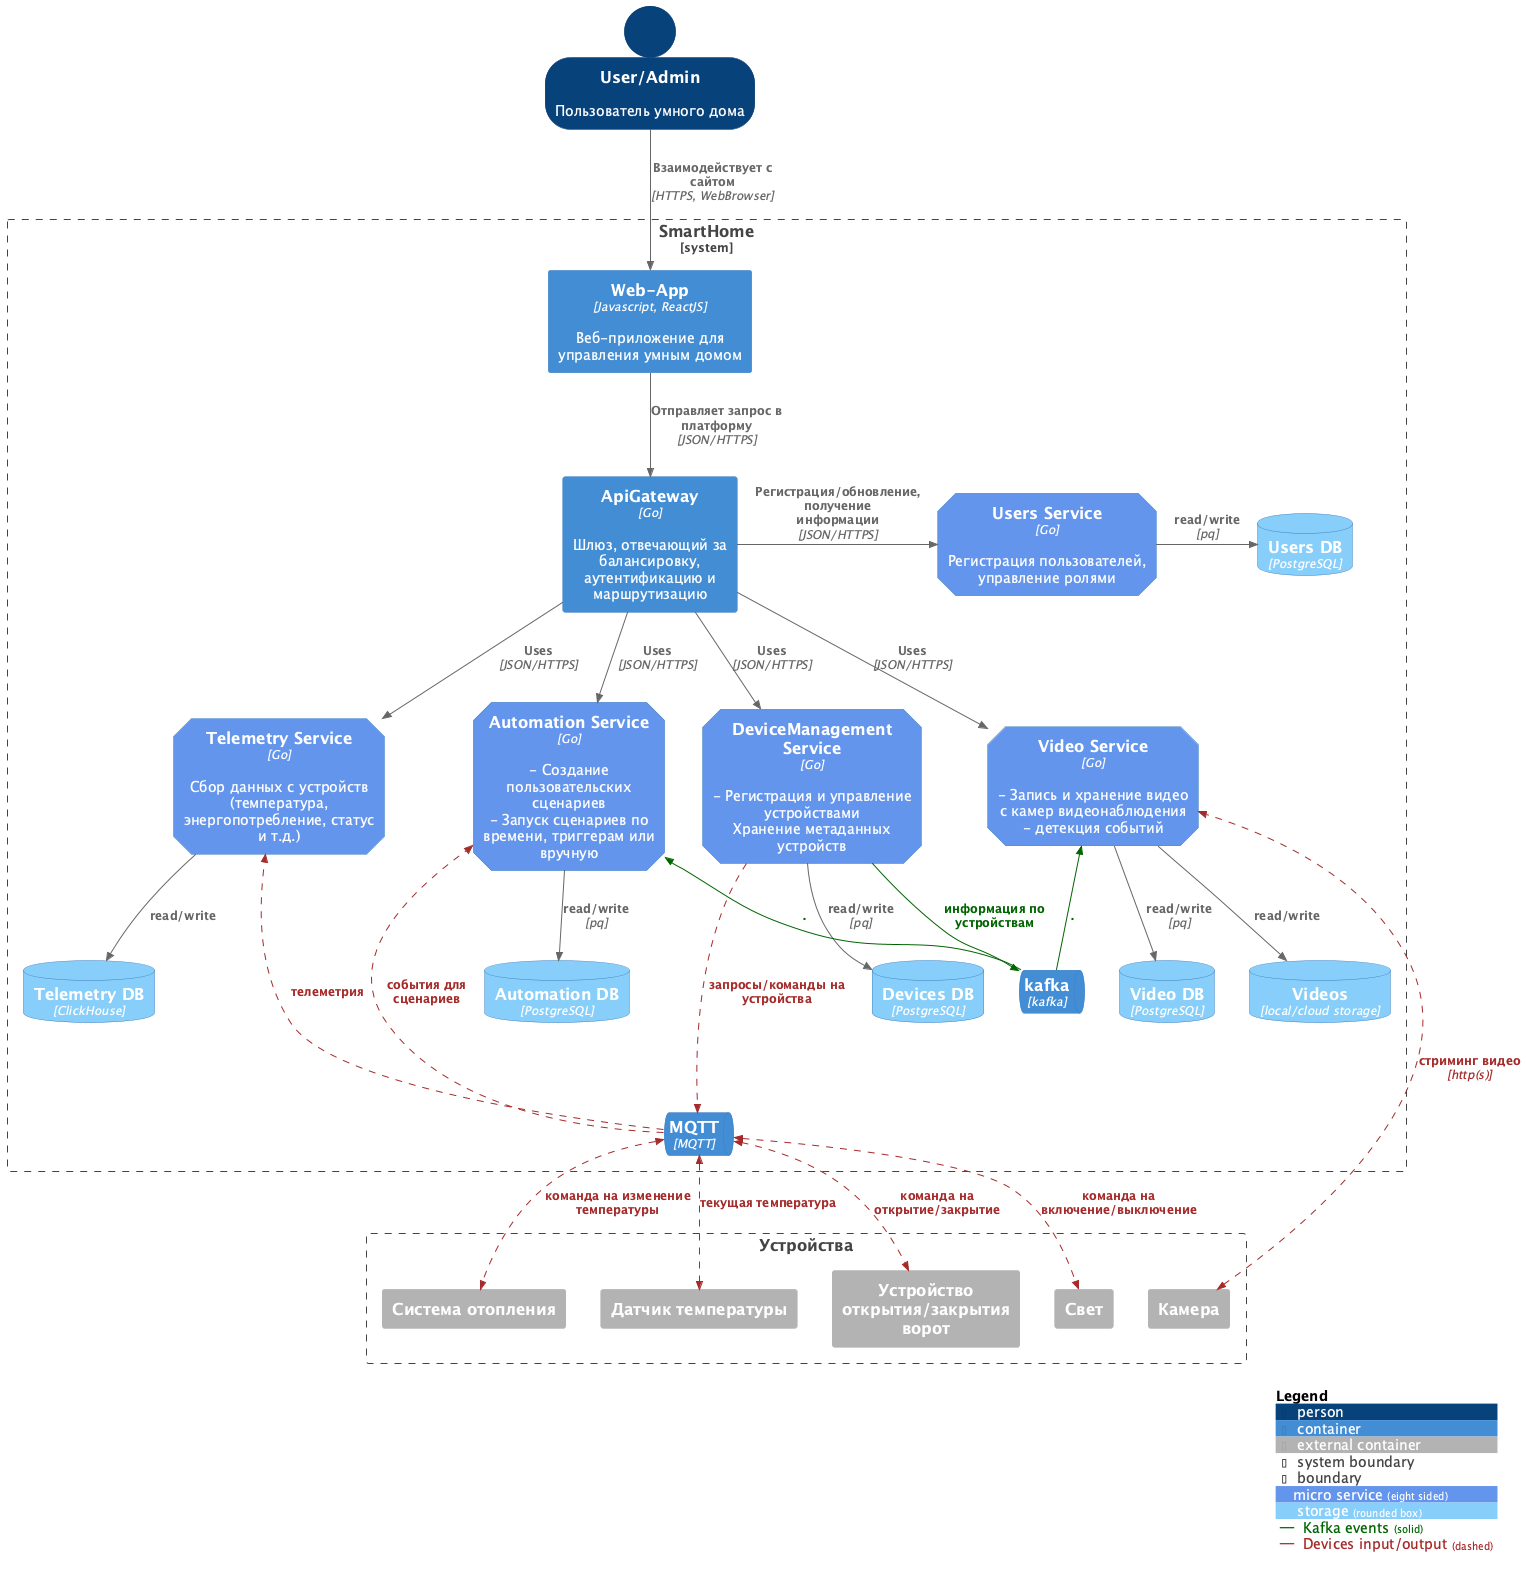 User/Admin
Пользователь умного дома
Взаимодействует с
сайтом
[HTTPS, WebBrowser]
SmartHome
[system]
Web-App
[Javascript, ReactJS]
Веб-приложение для
управления умным домом
Отправляет запрос в
платформу
[JSON/HTTPS]
ApiGateway
[Go]
Шлюз, отвечающий за
балансировку,
аутентификацию и
маршрутизацию
Регистрация/обновление,
получение
информации
[JSON/HTTPS]
Users Service
[Go]
Регистрация пользователей,
управление ролями
read/write
[pq]
Users DB
[PostgreSQL]
Uses
[JSON/HTTPS]
Uses
[JSON/HTTPS]
Uses
[JSON/HTTPS]
Uses
[JSON/HTTPS]
Telemetry Service
[Go]
Сбор данных с устройств
(температура,
энергопотребление, статус
и т.д.)
Automation Service
[Go]
- Создание
пользовательских
сценариев
- Запуск сценариев по
времени, триггерам или
вручную
DeviceManagement
Service
[Go]
- Регистрация и управление
устройствами
Хранение метаданных
устройств
Video Service
[Go]
- Запись и хранение видео
с камер видеонаблюдения
- детекция событий
read/write
read/write
[pq]
.
read/write
[pq]
информация по
устройствам
.
read/write
[pq]
read/write
Telemetry DB
[ClickHouse]
телеметрия
события для
сценариев
Automation DB
[PostgreSQL]
запросы/команды на
устройства
Devices DB
[PostgreSQL]
kafka
[kafka]
Video DB
[PostgreSQL]
Videos
[local/cloud storage]
стриминг видео
[http(s)]
MQTT
[MQTT]
команда на изменение
температуры
текущая температура
команда на
открытие/закрытие
команда на
включение/выключение
Устройства
Система отопления
Датчик температуры
Устройство
открытия/закрытия
ворот
Свет
Камера
Legend
person
container
external container
▯ system boundary
▯ boundary
micro service (eight sided)
storage (rounded box)
— Kafka events (solid)
— Devices input/output (dashed)